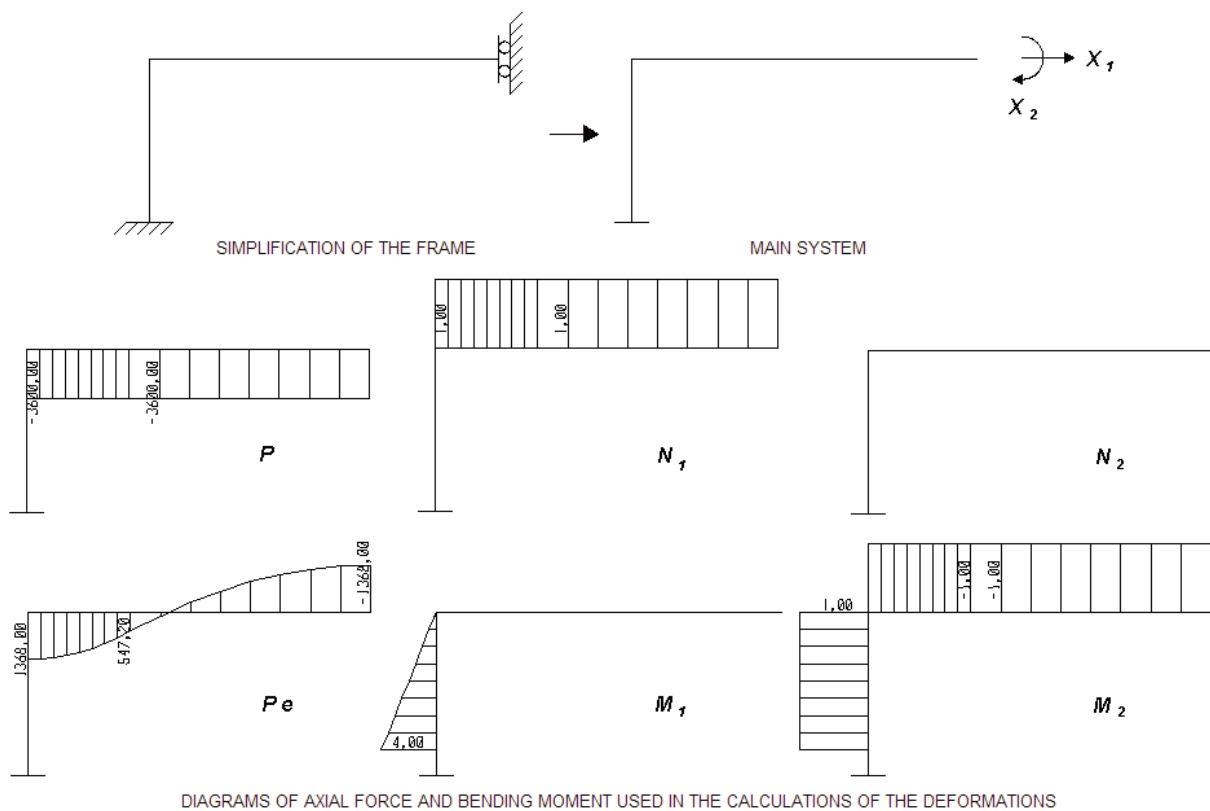 X1
X2
SIMPLIFICATION OF THE FRAME
MAIN SYSTEM
-3600,00
-3600,00
P
1,00
1,00
N1
N2
1368,00
547,20
-1368,00
Pe
4,00
M1
1,00
-1,00
-1,00
M2
DIAGRAMS OF AXIAL FORCE AND BENDING MOMENT USED IN THE CALCULATIONS OF THE DEFORMATIONS